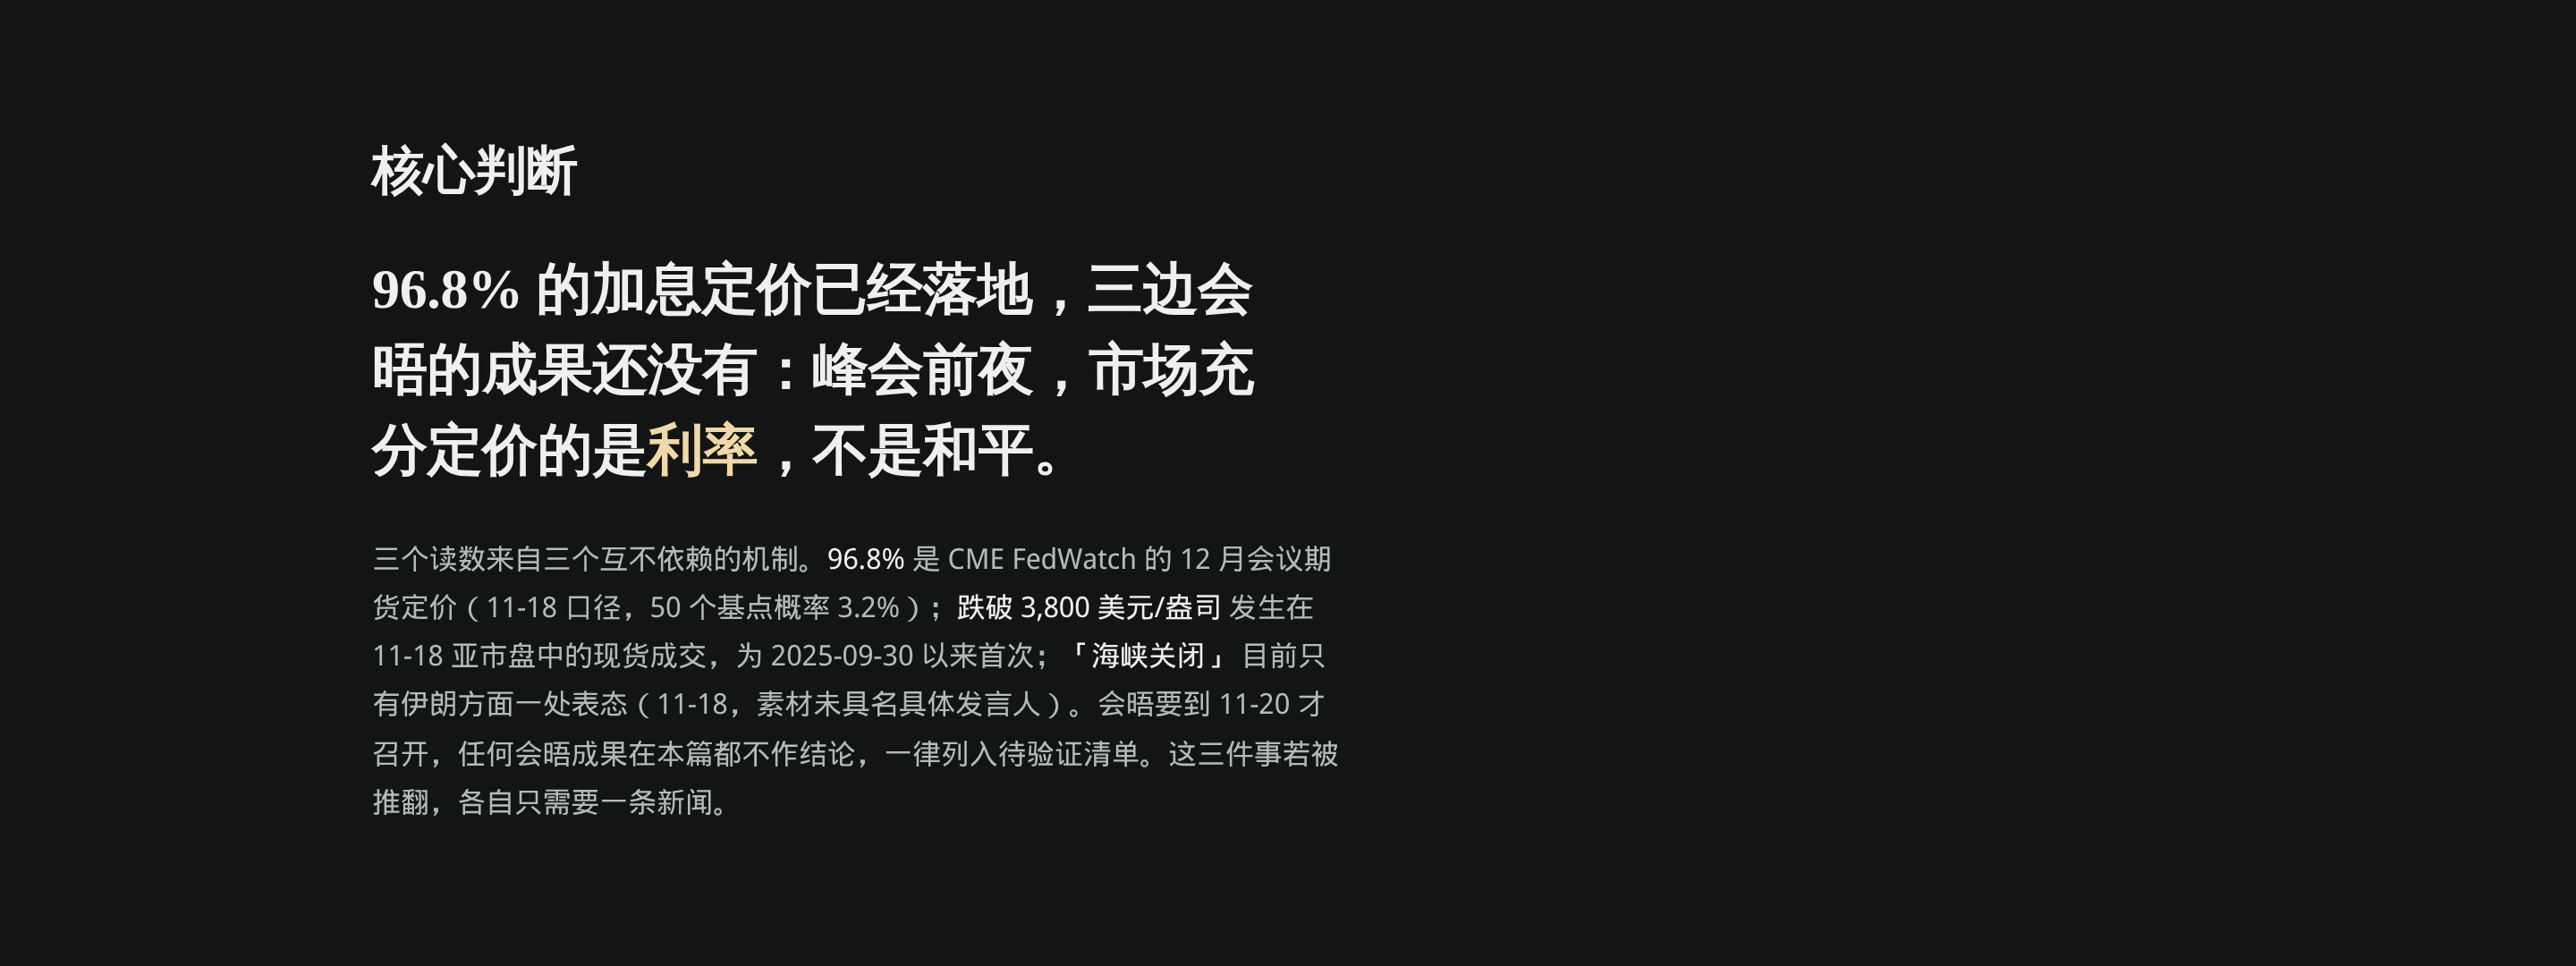 核心判断
96.8% 的加息定价已经落地，三边会
晤的成果还没有：峰会前夜，市场充
分定价的是利率，不是和平。
三个读数来自三个互不依赖的机制。96.8% 是 CME FedWatch 的 12 月会议期
货定价（11-18 口径，50 个基点概率 3.2%）；跌破 3,800 美元/盎司 发生在
11-18 亚市盘中的现货成交，为 2025-09-30 以来首次；「海峡关闭」目前只
有伊朗方面一处表态（11-18，素材未具名具体发言人）。会晤要到 11-20 才
召开，任何会晤成果在本篇都不作结论，一律列入待验证清单。这三件事若被
推翻，各自只需要一条新闻。